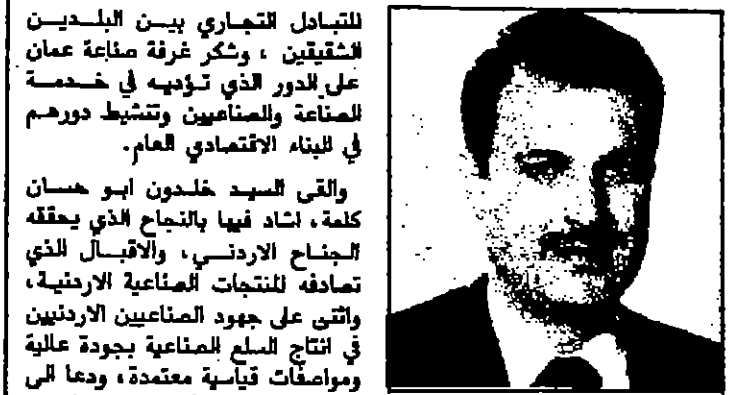 للتبادل التجاري بين البلدين
الشقيقين ، وشكر غرفة صناعة عمان
على الدور الذي تؤديه في خدمة
الصناعة والصناعيين وتنشيط دورهم
في البناء الاقتصادي العام.
والقى السيد خلدون ابو حسان
كلمة، اشاد فيها بالنجاح الذي يحققه
الجناح الاردني، والاقبال الذي
تصادفه المنتجات الصناعية الاردنية،
واثنى على جهود الصناعيين الاردنيين
في انتاج السلع الصناعية بجودة عالية
ومواصفات قياسية معتمدة، ودعا الى